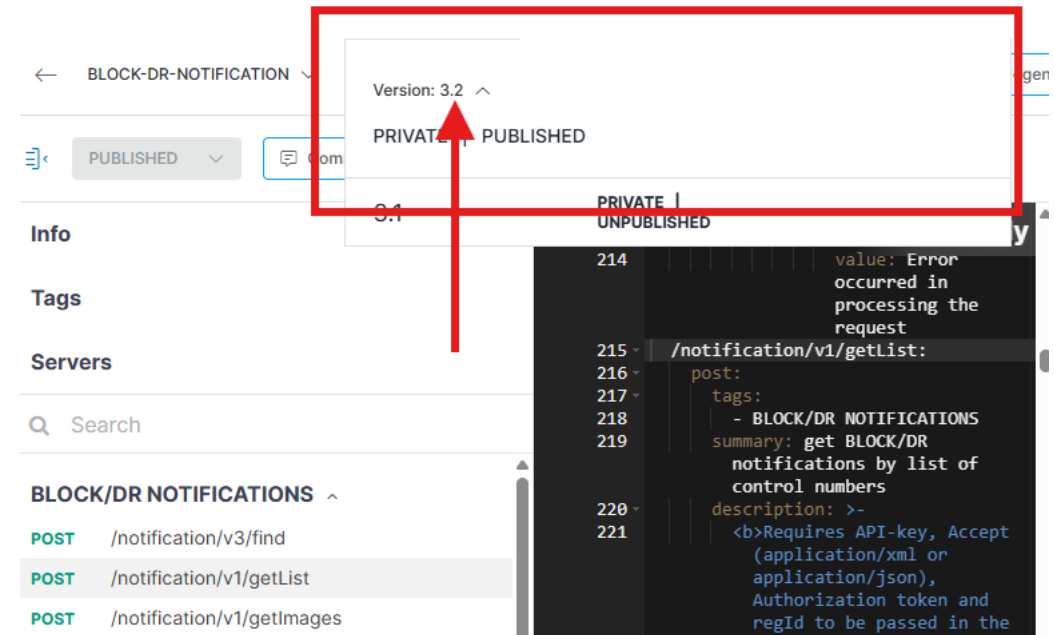 BLOCK-DR-NOTIFICATION
Version: 3.2
PRIVATE | PUBLISHED
PUBLISHED
3.1
PRIVATE |
UNPUBLISHED
Info
Tags
Servers
Search
BLOCK/DR NOTIFICATIONS
POST /notification/v3/find
POST /notification/v1/getList
POST /notification/v1/getImages
214 value: Error
occurred in
processing the
request
215 /notification/v1/getList:
216 post:
217 tags:
218 - BLOCK/DR NOTIFICATIONS
219 summary: get BLOCK/DR
notifications by list of
control numbers
220 description: >-
221 <b>Requires API-key, Accept
(application/xml or
application/json),
Authorization token and
regId to be passed in the